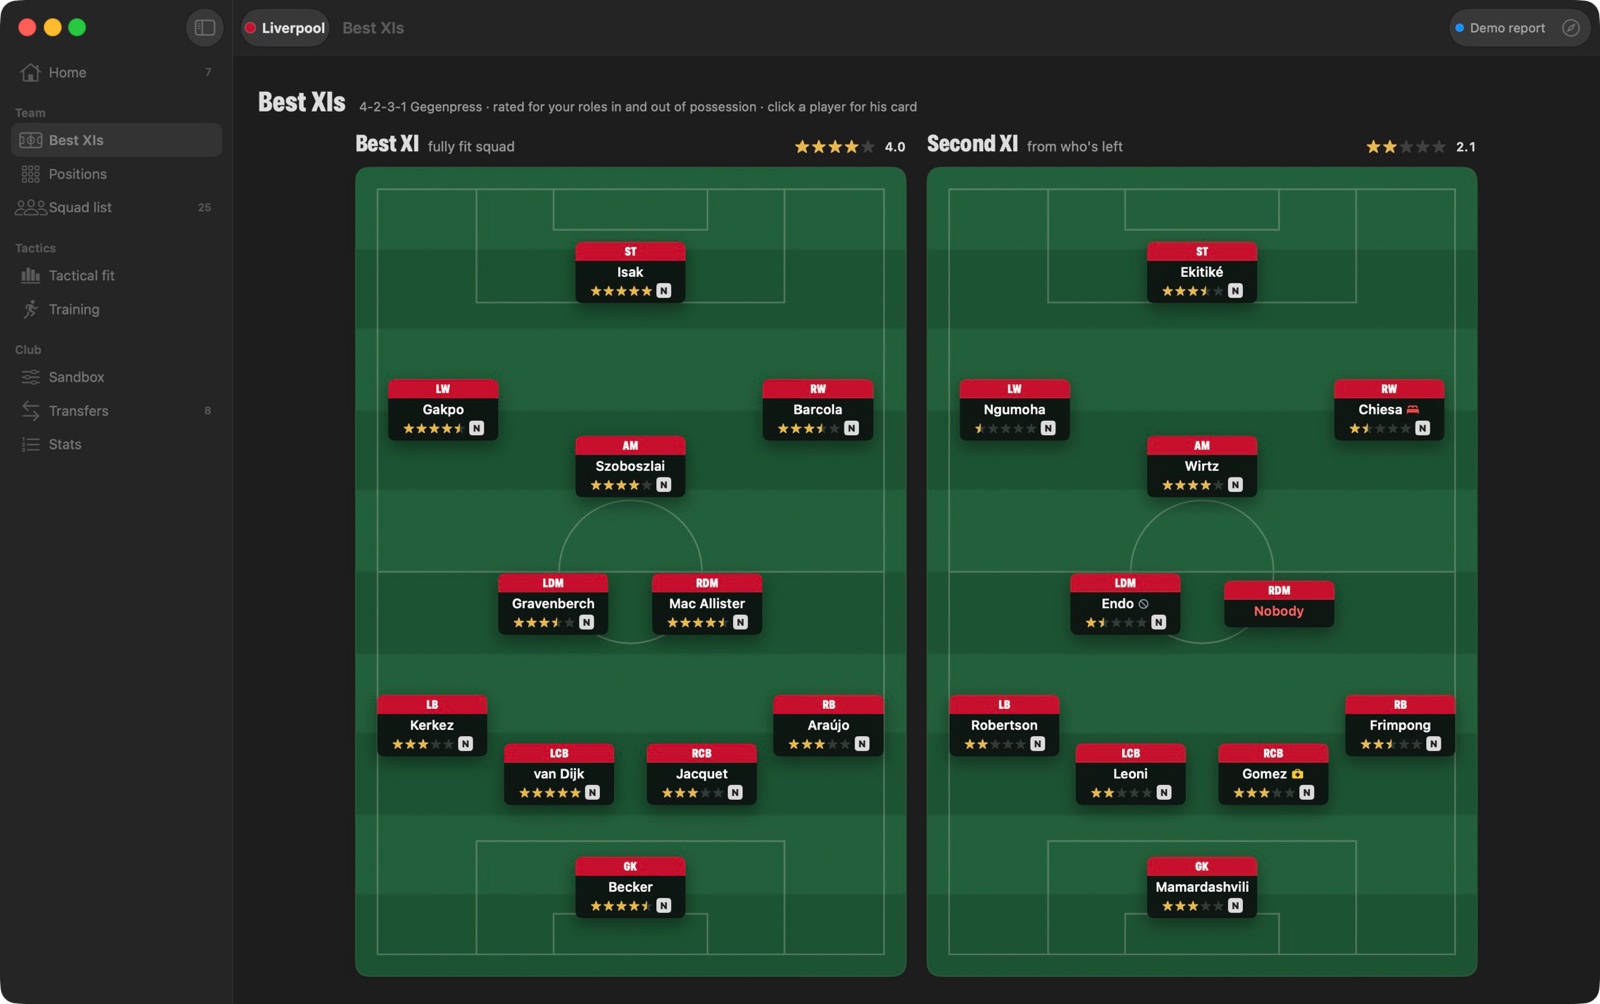 Liverpool
Best XIs
Demo report
Home 7
Team
Best XIs
Positions
Squad list 25
Tactics
Tactical fit
Training
Club
Sandbox
Transfers 8
Stats
Best XIs 4-2-3-1 Gegenpress · rated for your roles in and out of possession · click a player for his card
Best XI fully fit squad 4.0
ST
Isak
N
LW
Gakpo
N
RW
Barcola
N
AM
Szoboszlai
N
LDM
Gravenberch
N
RDM
Mac Allister
N
LB
Kerkez
N
RB
Araújo
N
LCB
van Dijk
N
RCB
Jacquet
N
GK
Becker
N
Second XI from who's left 2.1
ST
Ekitiké
N
LW
Ngumoha
N
RW
Chiesa
N
AM
Wirtz
N
LDM
Endo
N
RDM
Nobody
LB
Robertson
N
RB
Frimpong
N
LCB
Leoni
N
RCB
Gomez
N
GK
Mamardashvili
N